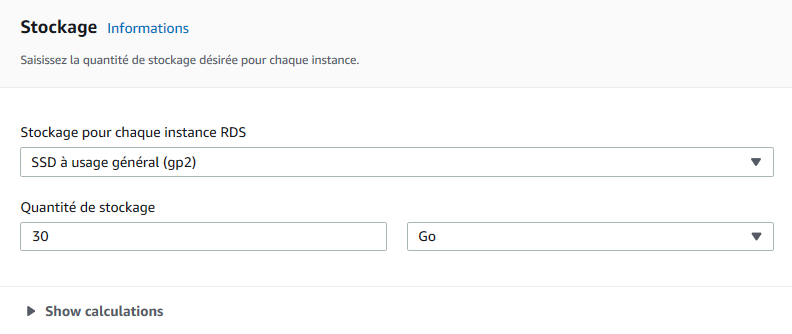 Stockage Informations
Saisissez la quantité de stockage désirée pour chaque instance.
Stockage pour chaque instance RDS
SSD à usage général (gp2)
Quantité de stockage
30 Go
Show calculations